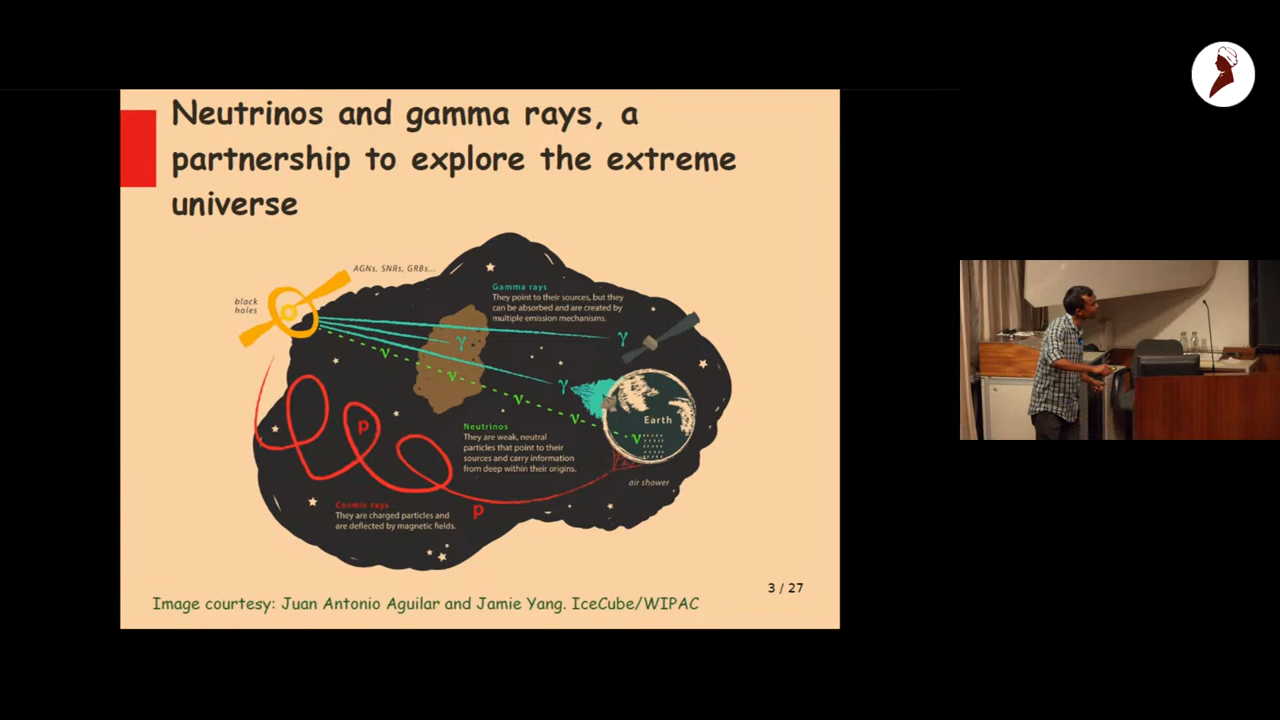 Neutrinos and gamma rays, a
partnership to explore the extreme
universe
AGNs, SNRs, GRBs...
black
holes
Gamma rays
They point to their sources, but they
can be absorbed and are created by
multiple emission mechanisms.
γ
γ
γ
ν
ν
ν
ν
ν
Earth
p
Neutrinos
They are weak, neutral
particles that point to their
sources and carry information
from deep within their origins.
air shower
Cosmic rays
They are charged particles and
are deflected by magnetic fields.
p
3 / 27
Image courtesy: Juan Antonio Aguilar and Jamie Yang. IceCube/WIPAC